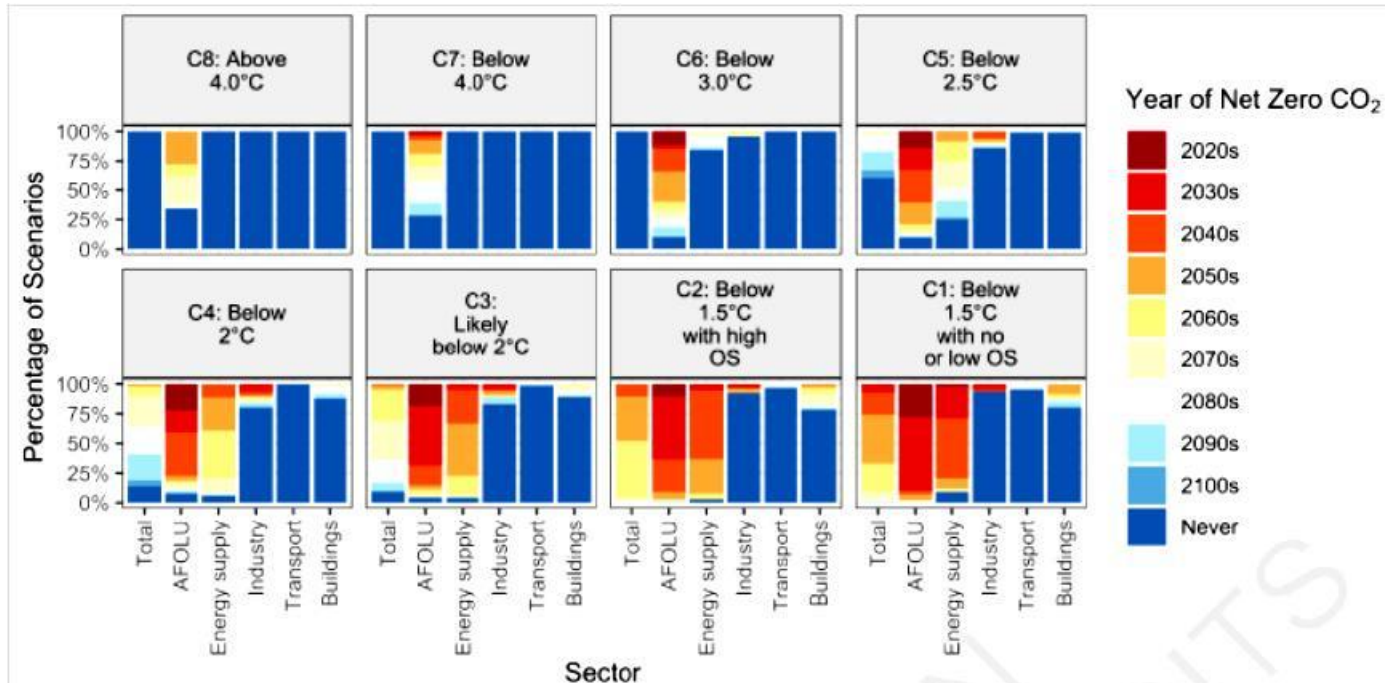 C8: Above
4.0°C
C7: Below
4.0°C
C6: Below
3.0°C
C5: Below
2.5°C
100%
75%
50%
25%
0%
C4: Below
2°C
C3:
Likely
below 2°C
C2: Below
1.5°C
with high
OS
C1: Below
1.5°C
with no
or low OS
100%
75%
50%
25%
0%
Percentage of Scenarios
Total
AFOLU
Energy supply
Industry
Transport
Buildings
Total
AFOLU
Energy supply
Industry
Transport
Buildings
Total
AFOLU
Energy supply
Industry
Transport
Buildings
Total
AFOLU
Energy supply
Industry
Transport
Buildings
Sector
Year of Net Zero CO₂
2020s
2030s
2040s
2050s
2060s
2070s
2080s
2090s
2100s
Never